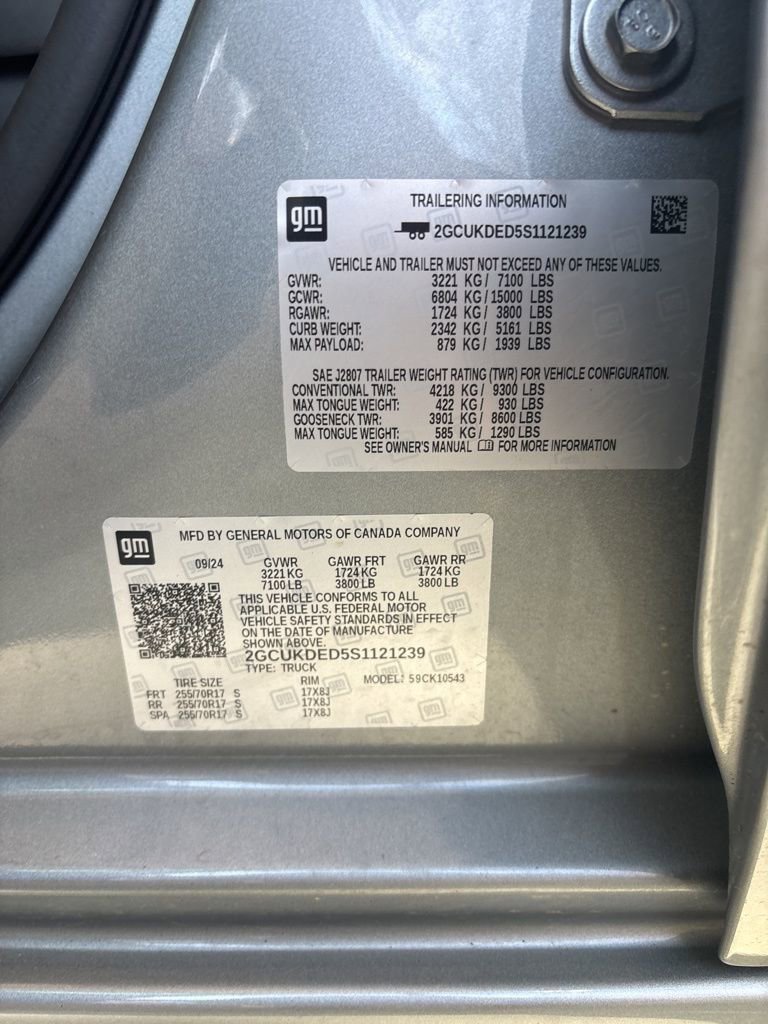 gm
TRAILERING INFORMATION
2GCUKDED5S1121239
VEHICLE AND TRAILER MUST NOT EXCEED ANY OF THESE VALUES.
GVWR: 3221 KG / 7100 LBS
GCWR: 6804 KG / 15000 LBS
RGAWR: 1724 KG / 3800 LBS
CURB WEIGHT: 2342 KG / 5161 LBS
MAX PAYLOAD: 879 KG / 1939 LBS
SAE J2807 TRAILER WEIGHT RATING (TWR) FOR VEHICLE CONFIGURATION.
CONVENTIONAL TWR: 4218 KG / 9300 LBS
MAX TONGUE WEIGHT: 422 KG / 930 LBS
GOOSENECK TWR: 3901 KG / 8600 LBS
MAX TONGUE WEIGHT: 585 KG / 1290 LBS
SEE OWNER'S MANUAL FOR MORE INFORMATION
gm
MFD BY GENERAL MOTORS OF CANADA COMPANY
09/24 GVWR GAWR FRT GAWR RR
3221 KG 1724 KG 1724 KG
7100 LB 3800 LB 3800 LB
THIS VEHICLE CONFORMS TO ALL
APPLICABLE U.S. FEDERAL MOTOR
VEHICLE SAFETY STANDARDS IN EFFECT
ON THE DATE OF MANUFACTURE
SHOWN ABOVE.
2GCUKDED5S1121239
TYPE: TRUCK
TIRE SIZE RIM MODEL: 59CK10543
FRT 255/70R17 S 17X8J
RR 255/70R17 S 17X8J
SPA 255/70R17 S 17X8J